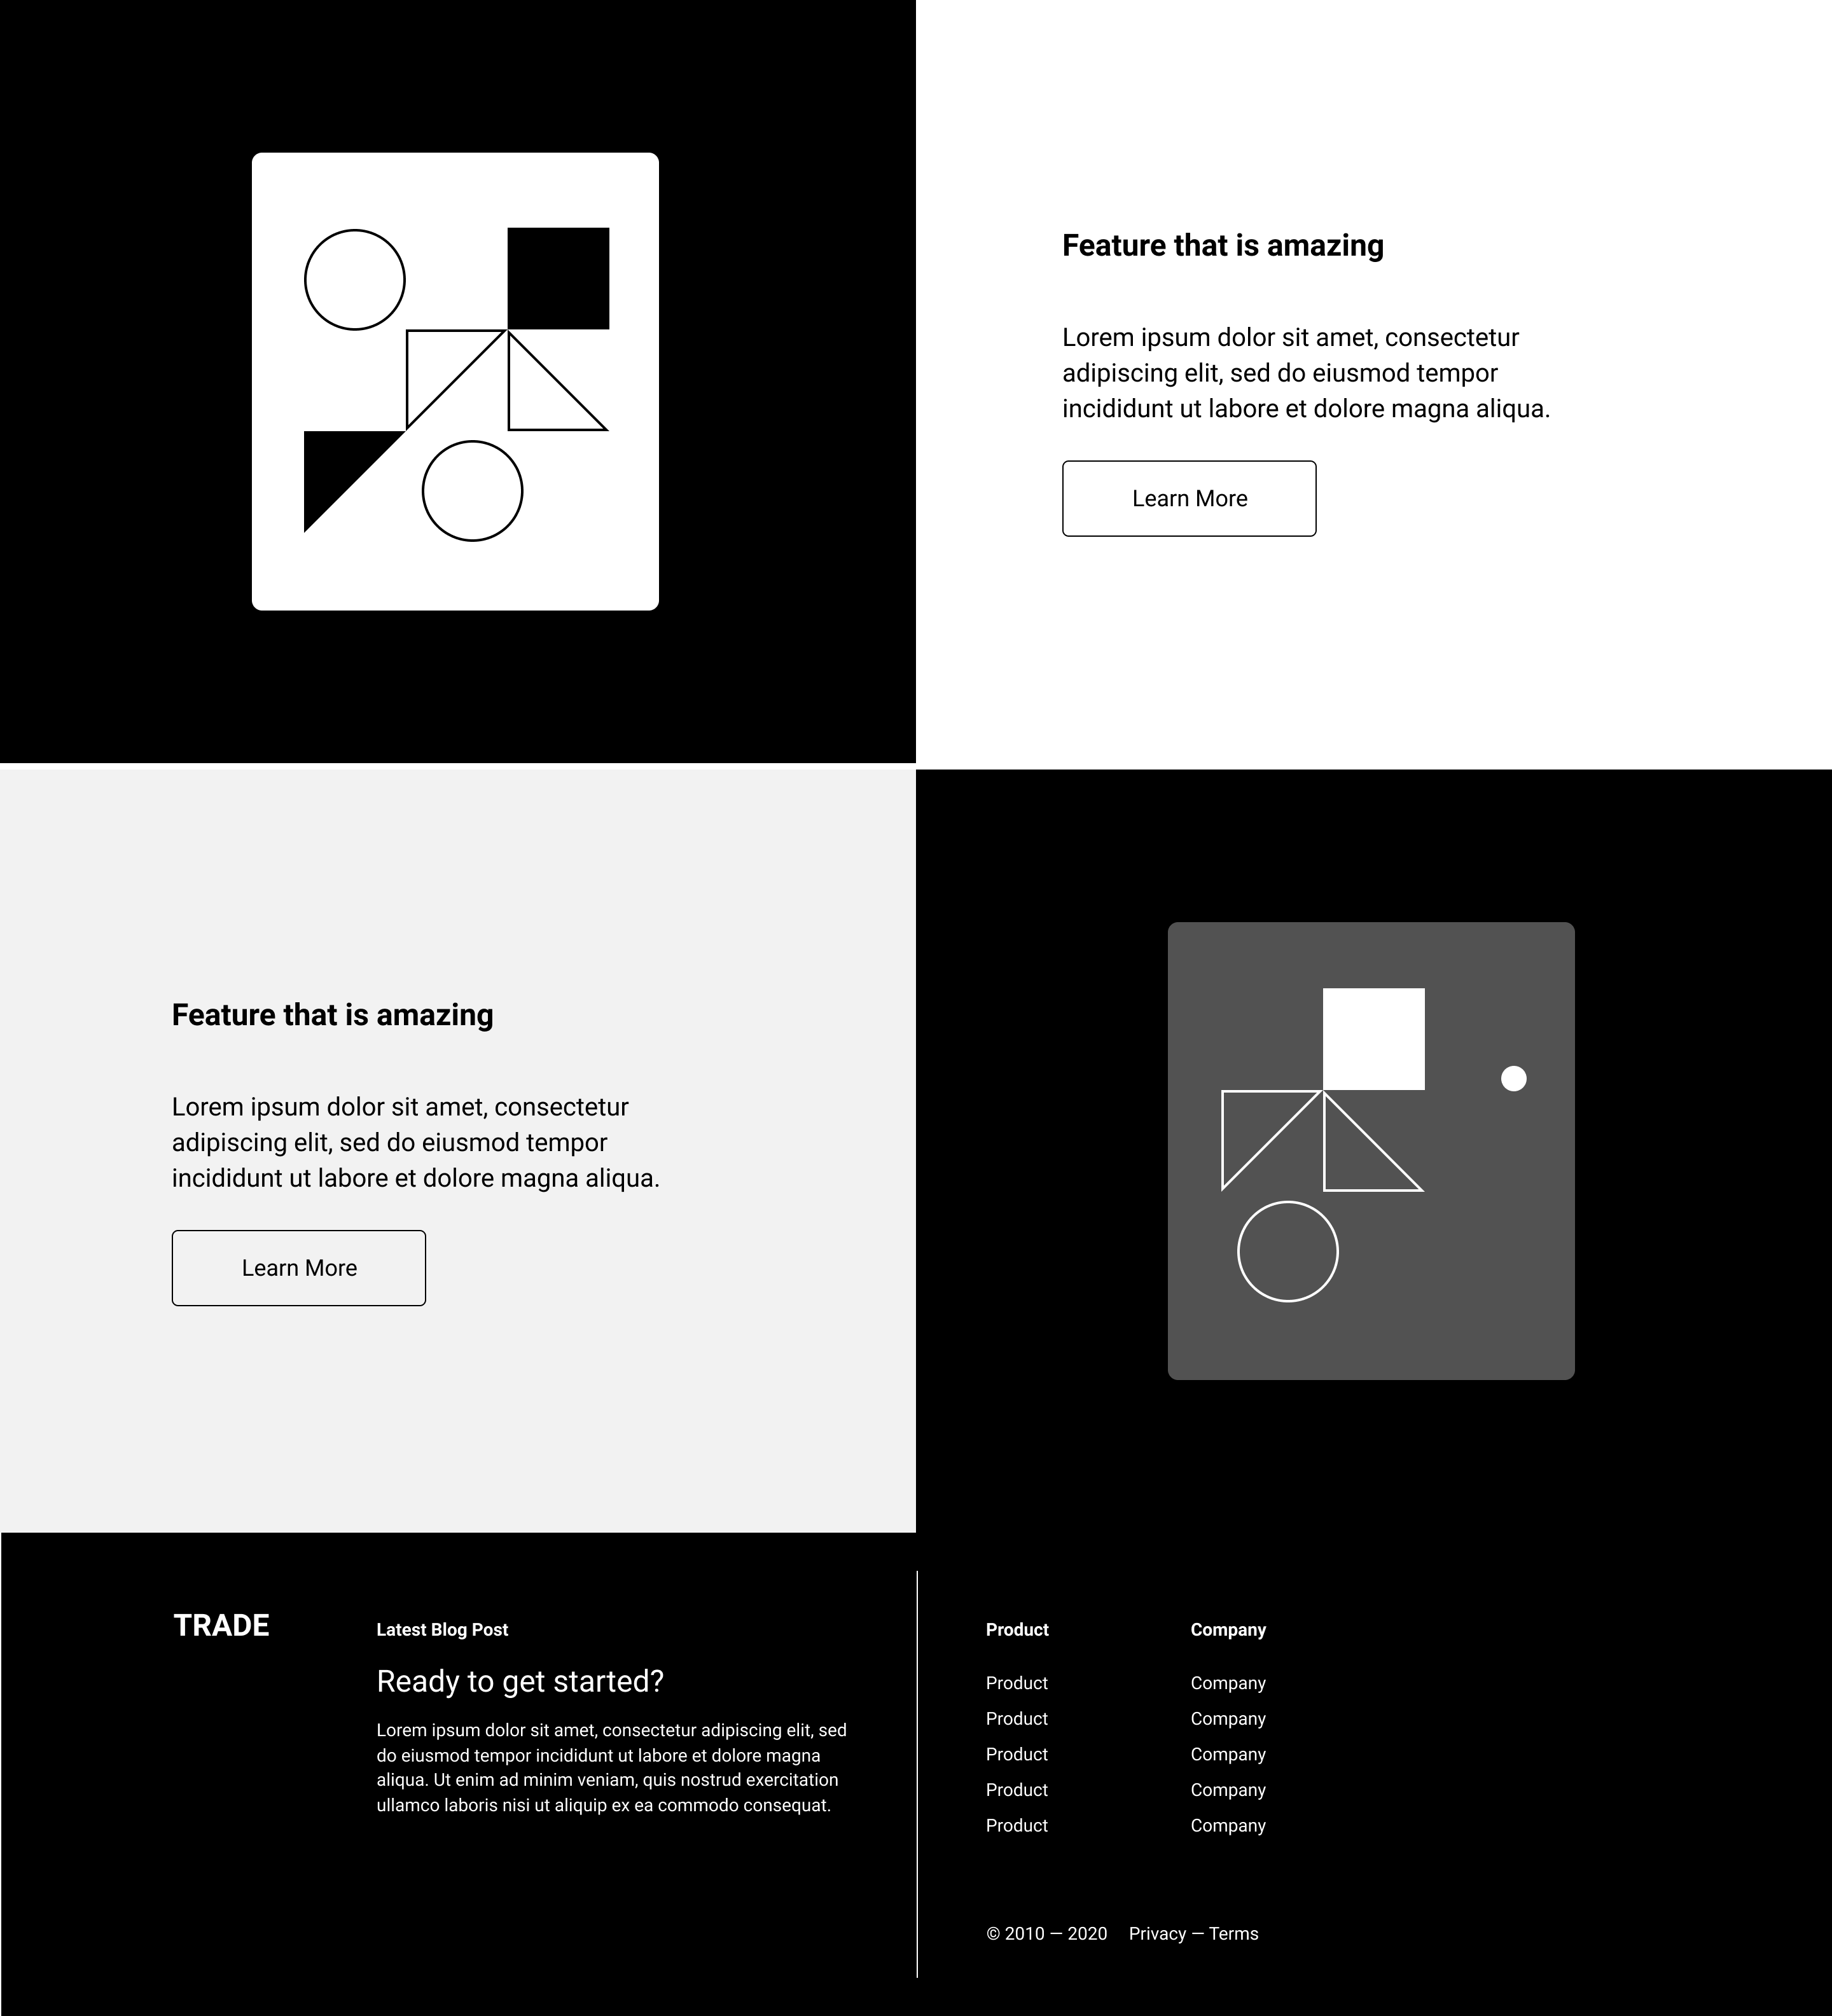 Feature that is amazing
Lorem ipsum dolor sit amet, consectetur
adipiscing elit, sed do eiusmod tempor
incididunt ut labore et dolore magna aliqua.
Learn More
Feature that is amazing
Lorem ipsum dolor sit amet, consectetur
adipiscing elit, sed do eiusmod tempor
incididunt ut labore et dolore magna aliqua.
Learn More
TRADE
Latest Blog Post
Ready to get started?
Lorem ipsum dolor sit amet, consectetur adipiscing elit, sed
do eiusmod tempor incididunt ut labore et dolore magna
aliqua. Ut enim ad minim veniam, quis nostrud exercitation
ullamco laboris nisi ut aliquip ex ea commodo consequat.
Product
Product
Product
Product
Product
Product
Company
Company
Company
Company
Company
Company
© 2010 — 2020 Privacy — Terms